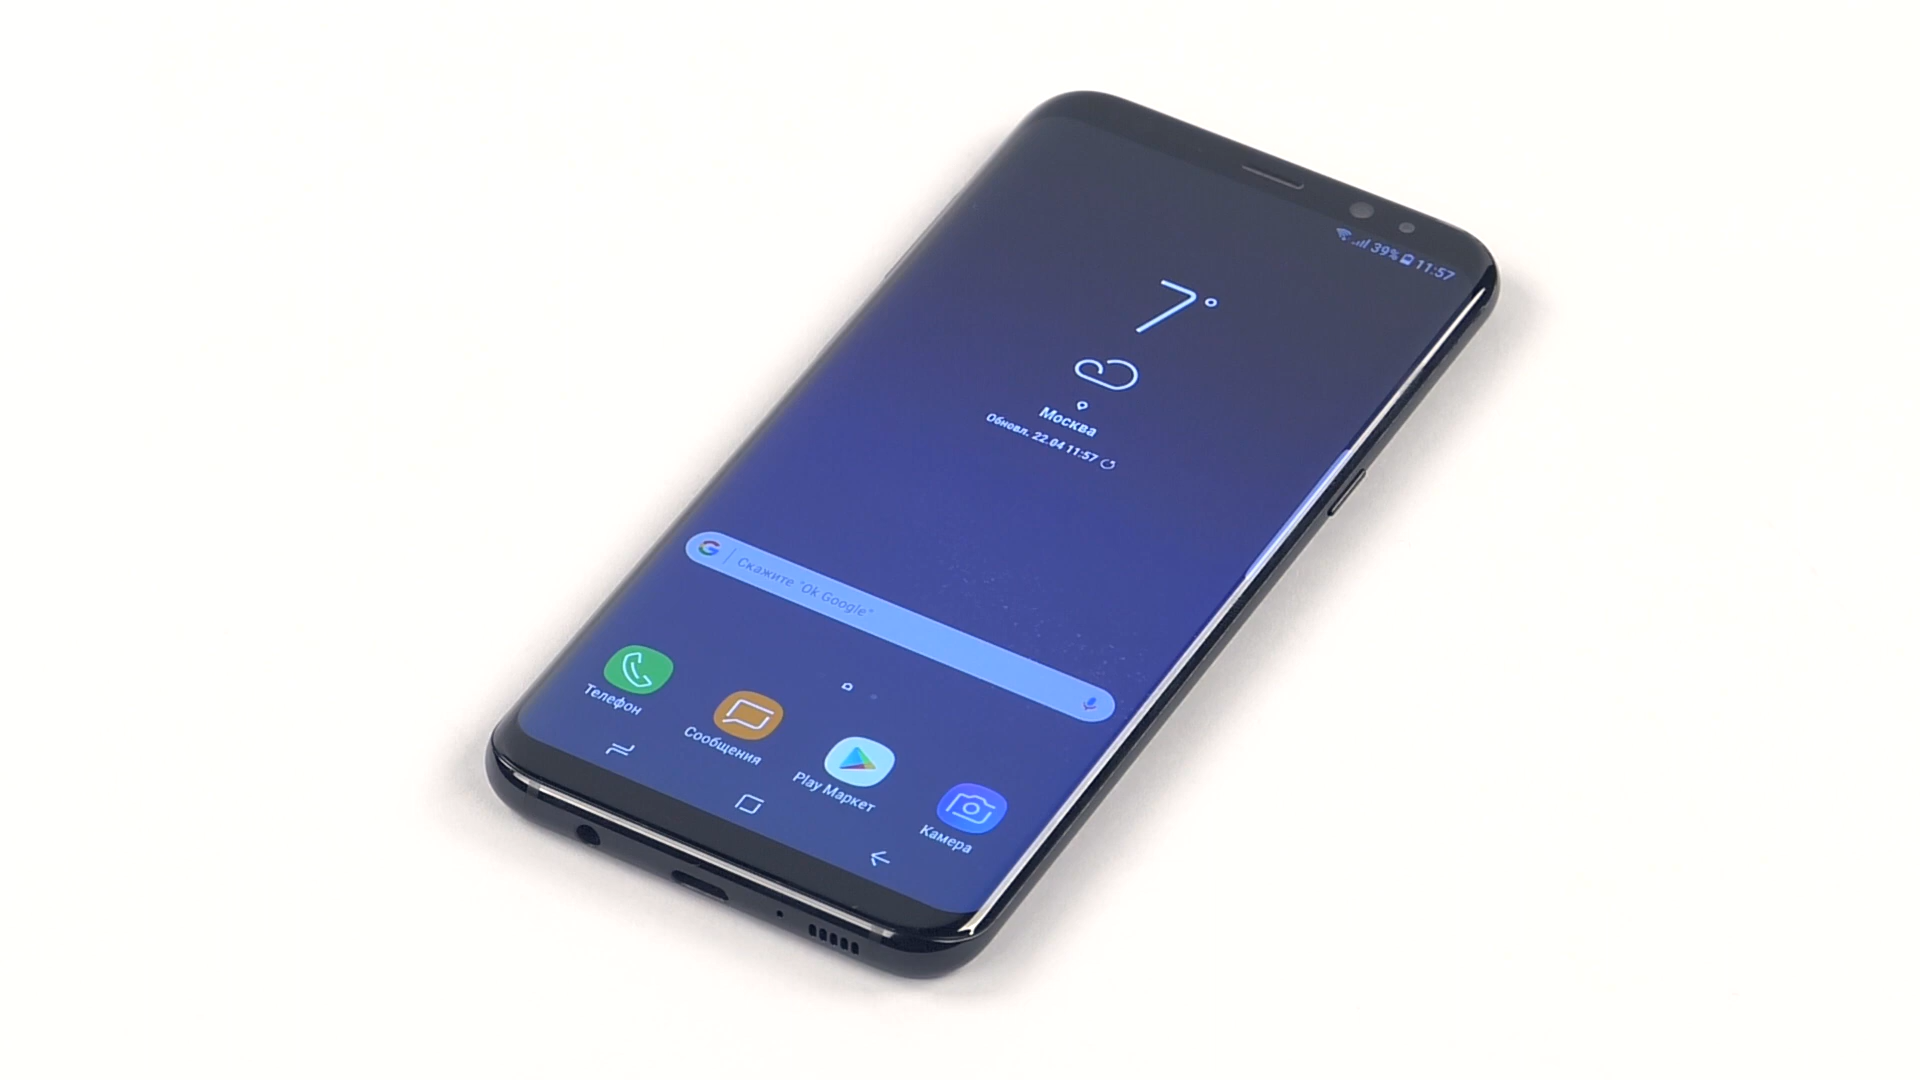 39% 11:57
7°
Москва
Обновл. 22.04 11:57
G Скажите "Ok Google"
Телефон
Сообщения
Play Маркет
Камера